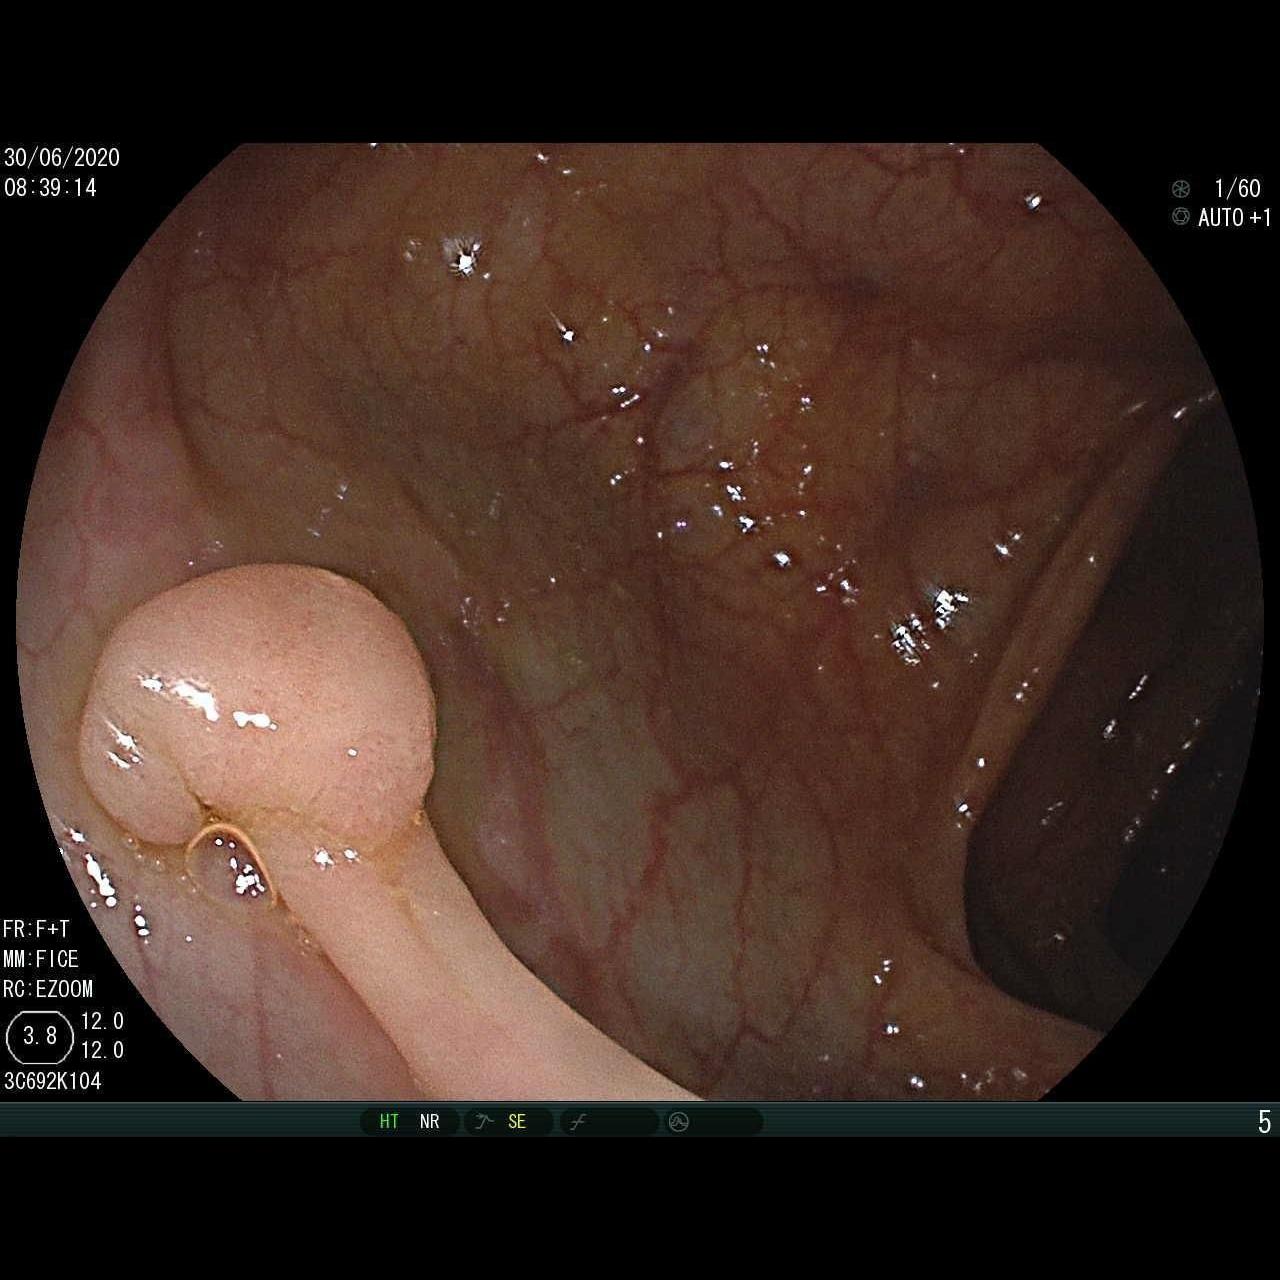 30/06/2020
08:39:14
1/60
AUTO +1
FR:F+T
MM:FICE
RC:EZOOM
3.8 12.0
12.0
3C692K104
HT NR SE
5